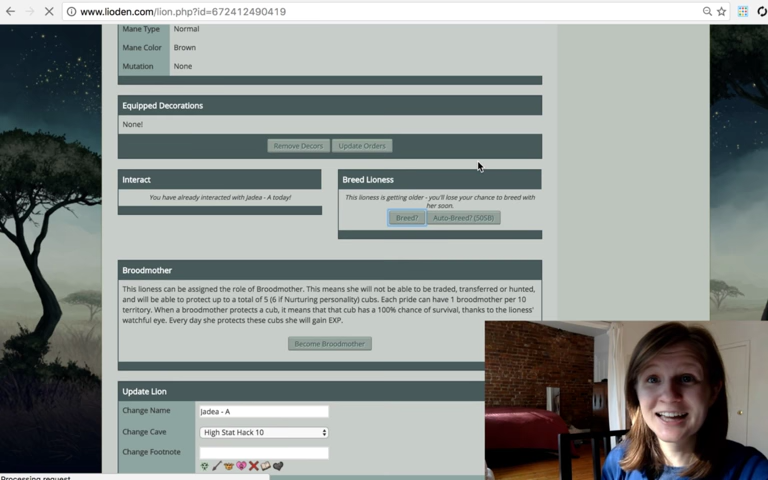 www.lioden.com/lion.php?id=672412490419
Mane Type Normal
Mane Color Brown
Mutation None
Equipped Decorations
None!
Remove Decors Update Orders
Interact
You have already interacted with Jadea - A today!
Breed Lioness
This lioness is getting older - you'll lose your chance to breed with
her soon.
Breed? Auto-Breed? (50SB)
Broodmother
This lioness can be assigned the role of Broodmother. This means she will not be able to be traded, transferred or hunted,
and will be able to protect up to a total of 5 (6 if Nurturing personality) cubs. Each pride can have 1 broodmother per 10
territory. When a broodmother protects a cub, it means that that cub has a 100% chance of survival, thanks to the lioness'
watchful eye. Every day she protects these cubs she will gain EXP.
Become Broodmother
Update Lion
Change Name Jadea - A
Change Cave High Stat Hack 10
Change Footnote
Processing request